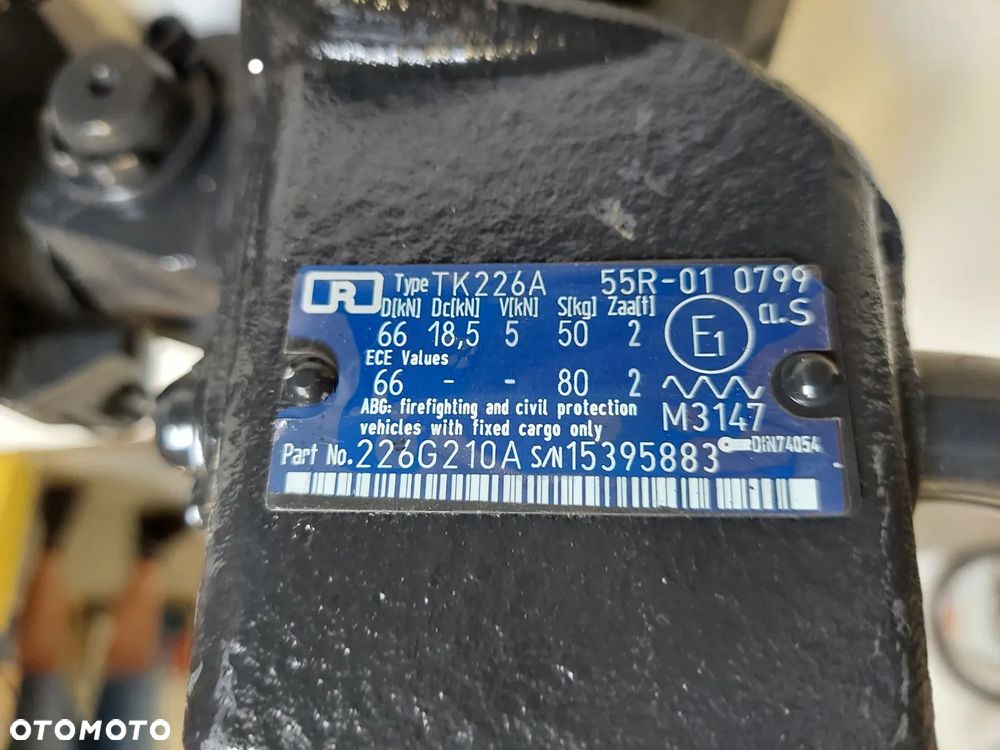 R Type TK226A 55R-01 0799
D[kN] Dc[kN] V[kN] S[kg] Zaa[t] a.S
66 18,5 5 50 2 E1
ECE Values
66 - - 80 2
ABG: firefighting and civil protection
vehicles with fixed cargo only M3147
Part No. 226G210A S/N 15395883 DIN74054
OTOMOTO